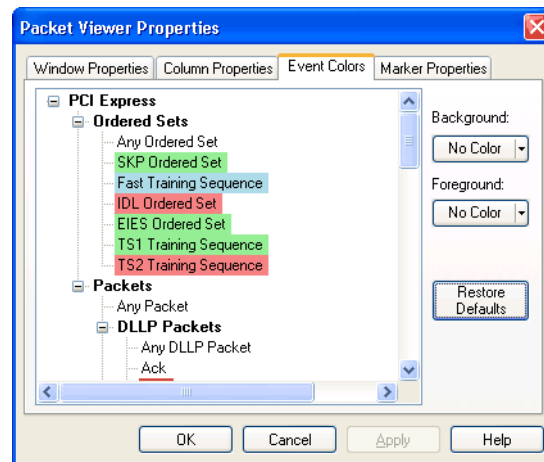 Packet Viewer Properties
Window Properties Column Properties Event Colors Marker Properties
PCI Express
Ordered Sets
Any Ordered Set
SKP Ordered Set
Fast Training Sequence
IDL Ordered Set
EIES Ordered Set
TS1 Training Sequence
TS2 Training Sequence
Packets
Any Packet
DLLP Packets
Any DLLP Packet
Ack
Background:
No Color
Foreground:
No Color
Restore
Defaults
OK Cancel Apply Help